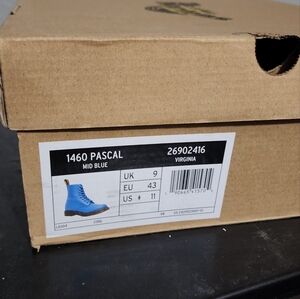 1460 PASCAL 26902416
MID BLUE VIRGINIA
UK 9
EU 43
US 11